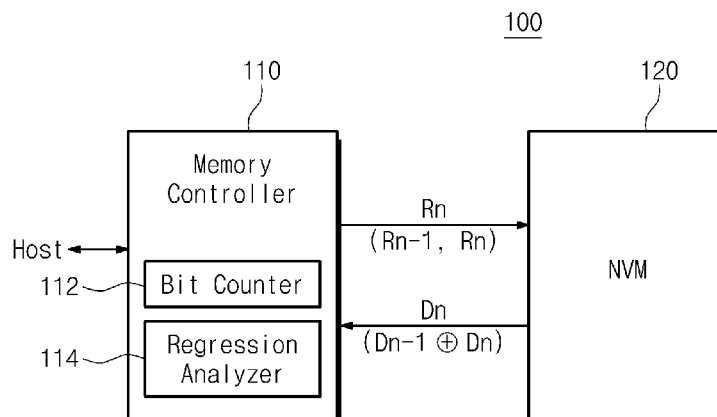 100
110
120
Memory
Controller
Rn
(Rn-1, Rn)
Host
NVM
112
Bit Counter
Dn
(Dn-1 ⊕ Dn)
114
Regression
Analyzer